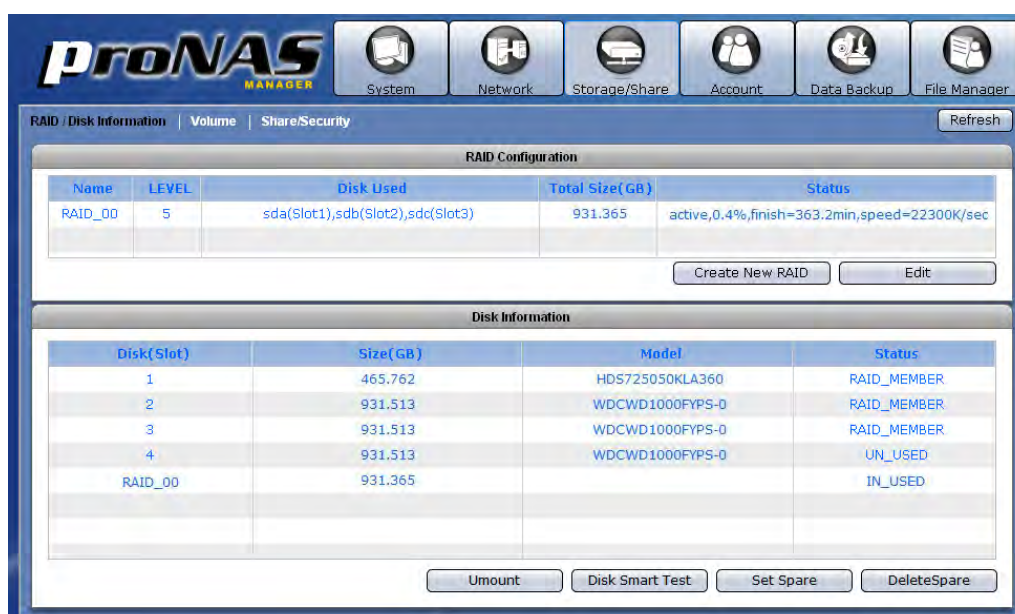 proNAS
MANAGER
System Network Storage/Share Account Data Backup File Manager
RAID / Disk Information | Volume | Share/Security Refresh
RAID Configuration
Name LEVEL Disk Used Total Size(GB) Status
RAID_00 5 sda(Slot1),sdb(Slot2),sdc(Slot3) 931.365 active,0.4%,finish=363.2min,speed=22300K/sec
Create New RAID Edit
Disk Information
Disk(Slot) Size(GB) Model Status
1 465.762 HDS725050KLA360 RAID_MEMBER
2 931.513 WDCWD1000FYPS-0 RAID_MEMBER
3 931.513 WDCWD1000FYPS-0 RAID_MEMBER
4 931.513 WDCWD1000FYPS-0 UN_USED
RAID_00 931.365 IN_USED
Umount Disk Smart Test Set Spare DeleteSpare